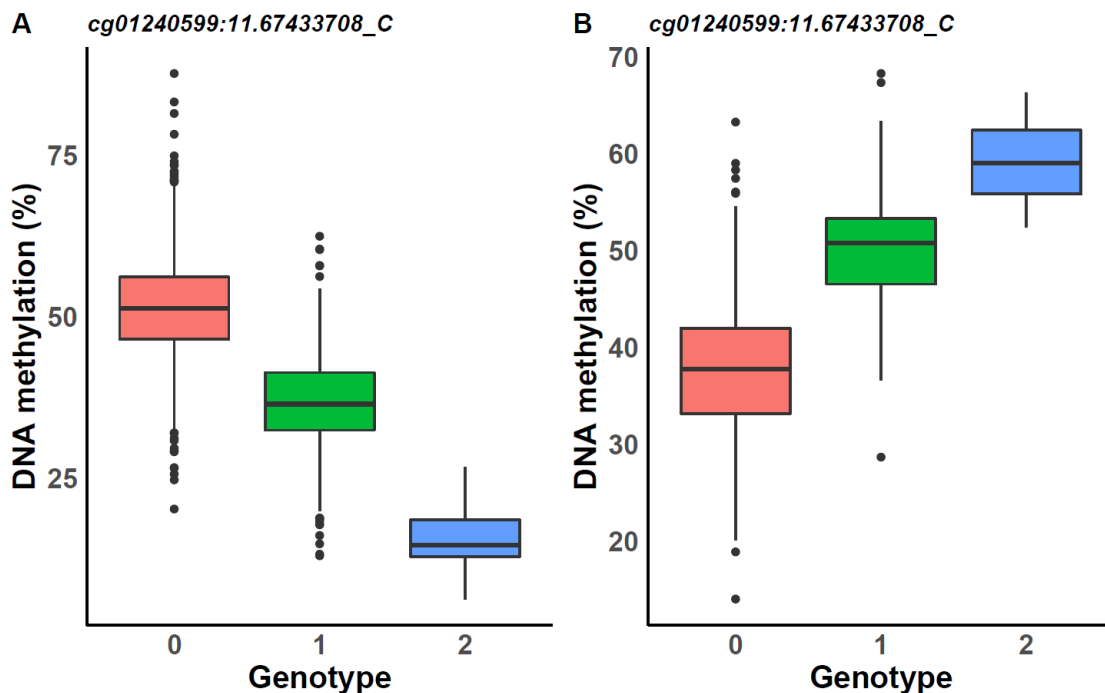 A
cg01240599:11.67433708_C
DNA methylation (%)
75
50
25
0 1 2
Genotype
B
cg01240599:11.67433708_C
DNA methylation (%)
70
60
50
40
30
20
0 1 2
Genotype